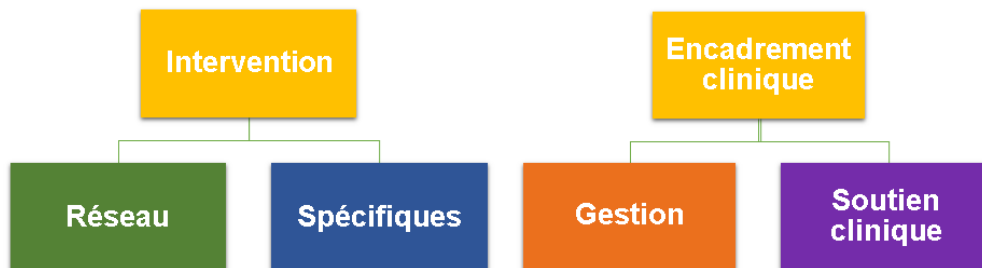 Intervention
Encadrement
clinique
Réseau
Spécifiques
Gestion
Soutien
clinique